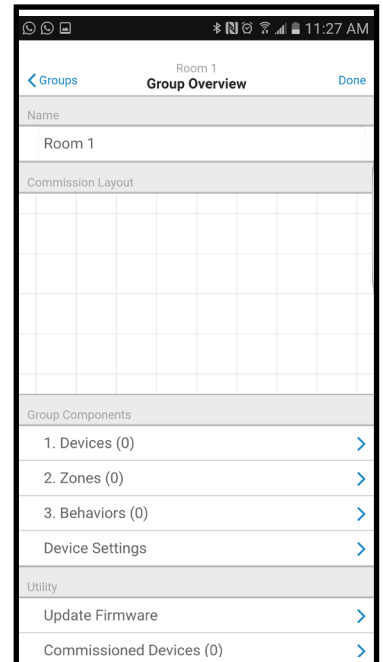 11:27 AM
Room 1
Groups Group Overview Done
Name
Room 1
Commission Layout
Group Components
1. Devices (0)
2. Zones (0)
3. Behaviors (0)
Device Settings
Utility
Update Firmware
Commissioned Devices (0)